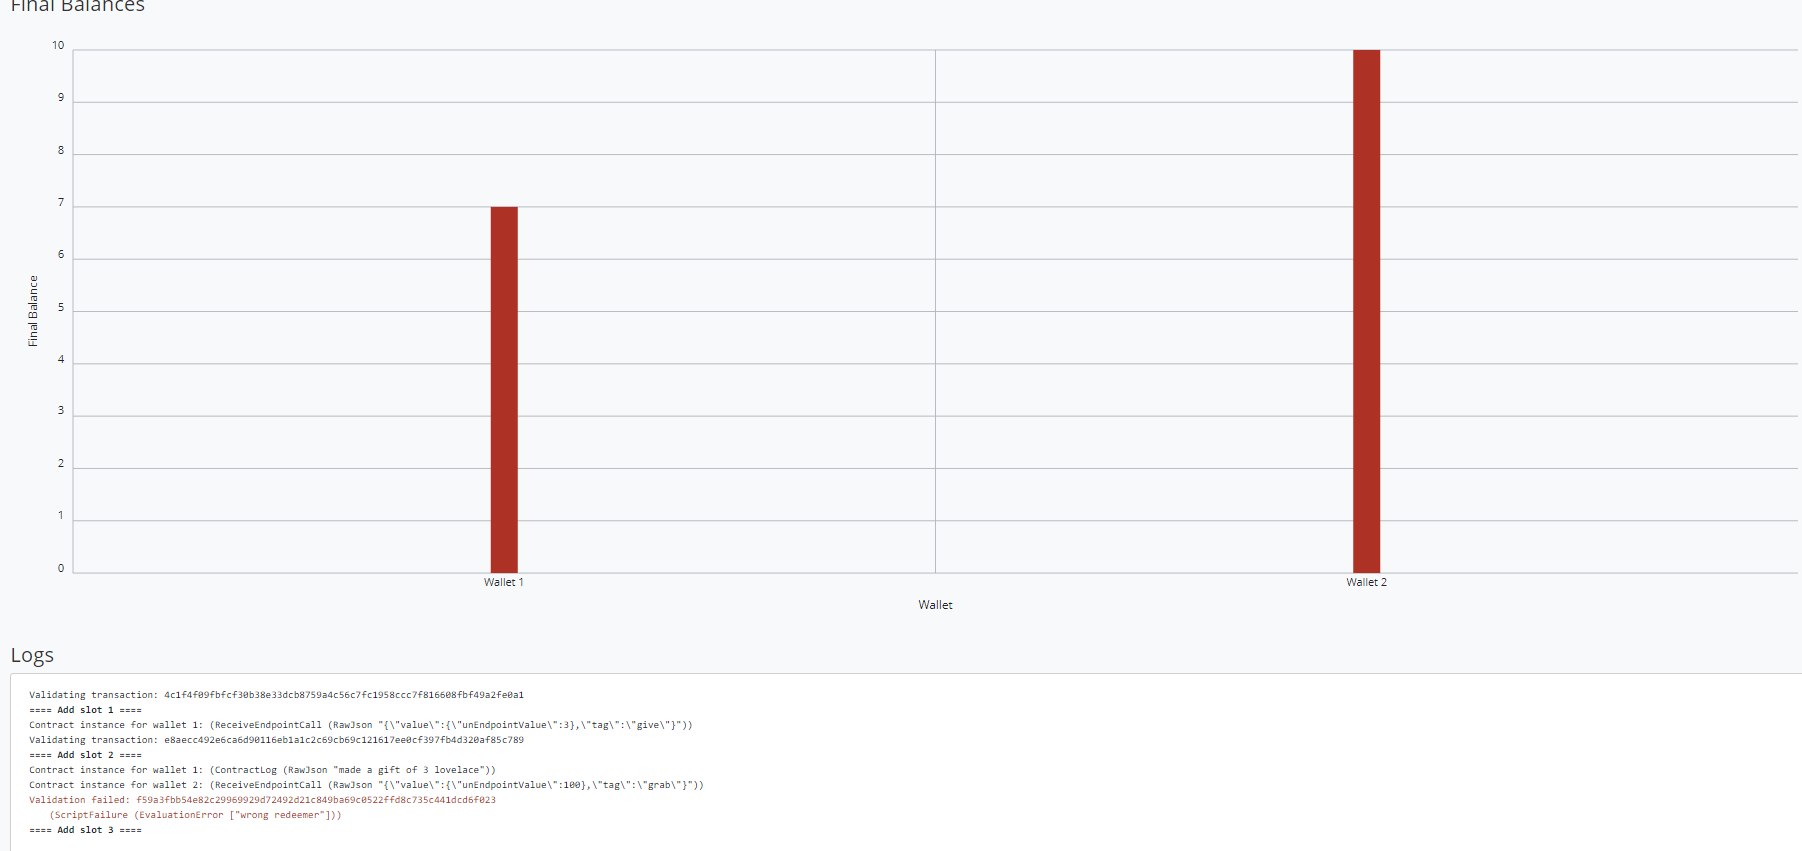 Final Balances
10
9
8
7
6
5
4
3
2
1
0
Final Balance
Wallet 1
Wallet 2
Wallet
Logs
Validating transaction: 4c1f4f09fbfcf30b38e33dcb8759a4c56c7fc1958ccc7f816608fbf49a2fe0a1
==== Add slot 1 ====
Contract instance for wallet 1: (ReceiveEndpointCall (RawJson "{\"value\":{\"unEndpointValue\":3},\"tag\":\"give\"}"))
Validating transaction: e8aecc492e6ca6d90116eb1a1c2c69cb69c121617ee0cf397fb4d320af85c789
==== Add slot 2 ====
Contract instance for wallet 1: (ContractLog (RawJson "made a gift of 3 lovelace"))
Contract instance for wallet 2: (ReceiveEndpointCall (RawJson "{\"value\":{\"unEndpointValue\":100},\"tag\":\"grab\"}"))
Validation failed: f59a3fbb54e82c29969929d72492d21c849ba69c0522ffd8c735c441dcd6f023
(ScriptFailure (EvaluationError ["wrong redeemer"]))
==== Add slot 3 ====